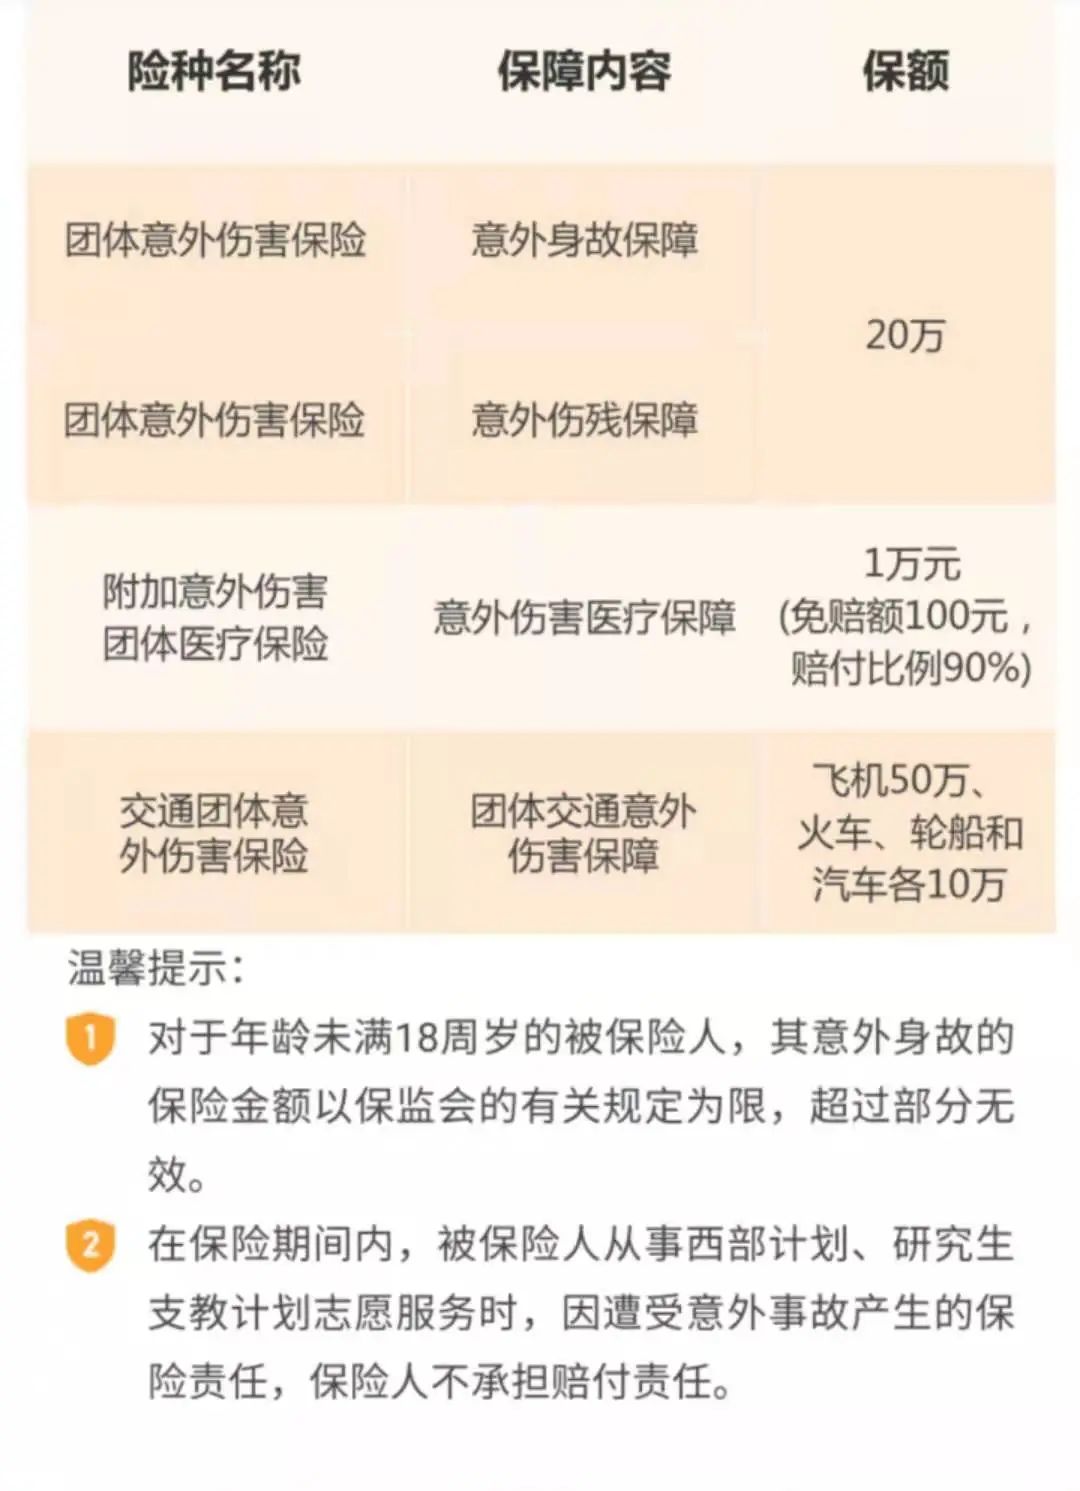 险种名称 保障内容 保额
团体意外伤害保险 意外身故保障
20万
团体意外伤害保险 意外伤残保障
附加意外伤害
团体医疗保险
意外伤害医疗保障
1万元
(免赔额100元，
赔付比例90%)
交通团体意
外伤害保险
团体交通意外
伤害保障
飞机50万、
火车、轮船和
汽车各10万
温馨提示：
1 对于年龄未满18周岁的被保险人，其意外身故的
保险金额以保监会的有关规定为限，超过部分无
效。
2 在保险期间内，被保险人从事西部计划、研究生
支教计划志愿服务时，因遭受意外事故产生的保
险责任，保险人不承担赔付责任。